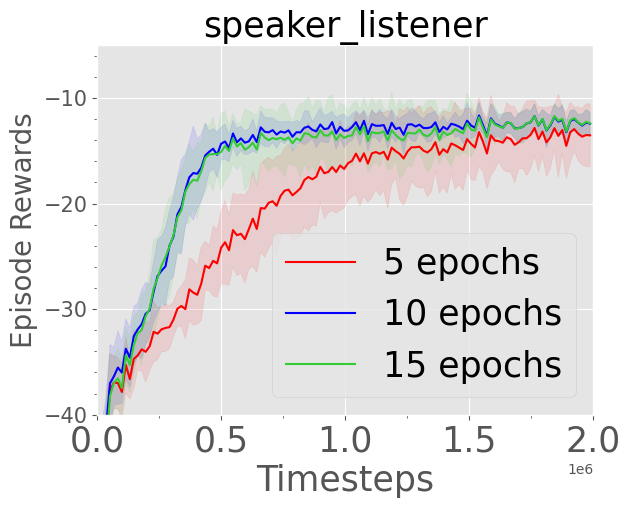 speaker_listener
Episode Rewards
−10
−20
−30
−40
5 epochs
10 epochs
15 epochs
0.0 0.5 1.0 1.5 2.0
1e6
Timesteps